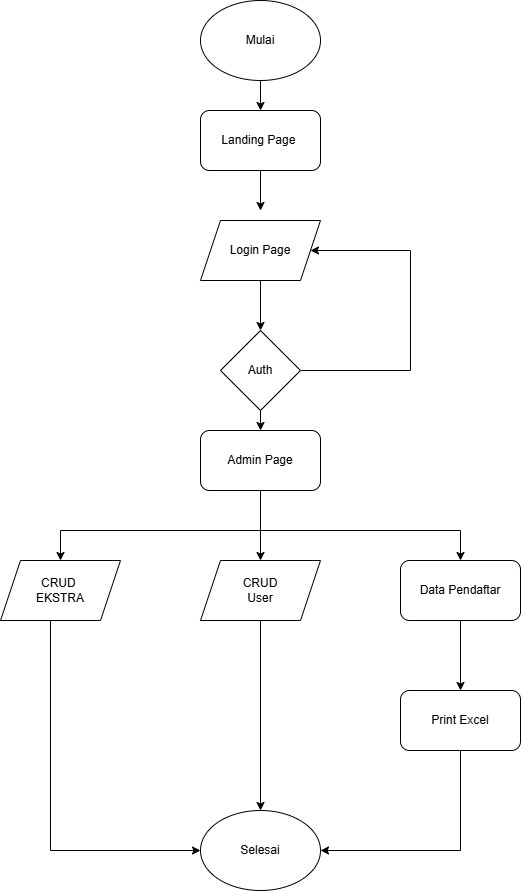 Mulai
Landing Page
Login Page
Auth
Admin Page
CRUD
EKSTRA
CRUD
User
Data Pendaftar
Print Excel
Selesai